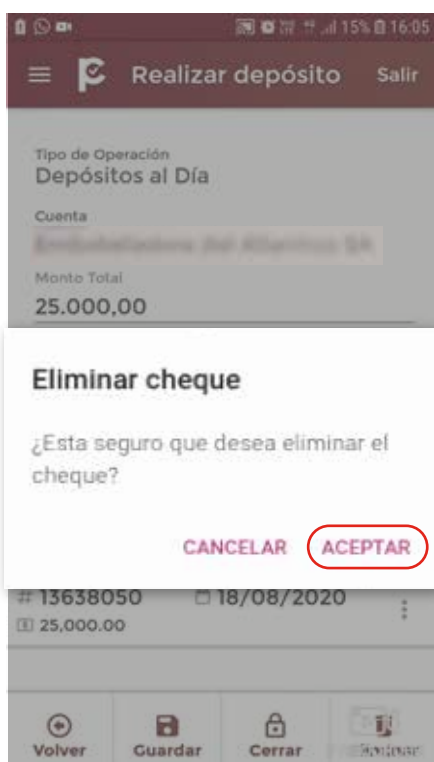 15% 16:05
Realizar depósito Salir
Tipo de Operación
Depósitos al Día
Cuenta
Monto Total
25.000,00
Eliminar cheque
¿Esta seguro que desea eliminar el
cheque?
CANCELAR ACEPTAR
# 13638050 18/08/2020
25,000.00
Volver Guardar Cerrar